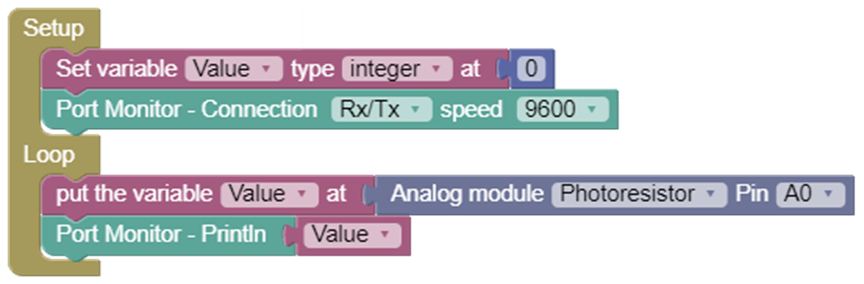 Setup
Set variable Value type integer at 0
Port Monitor - Connection Rx/Tx speed 9600
Loop
put the variable Value at Analog module Photoresistor Pin A0
Port Monitor - Println Value